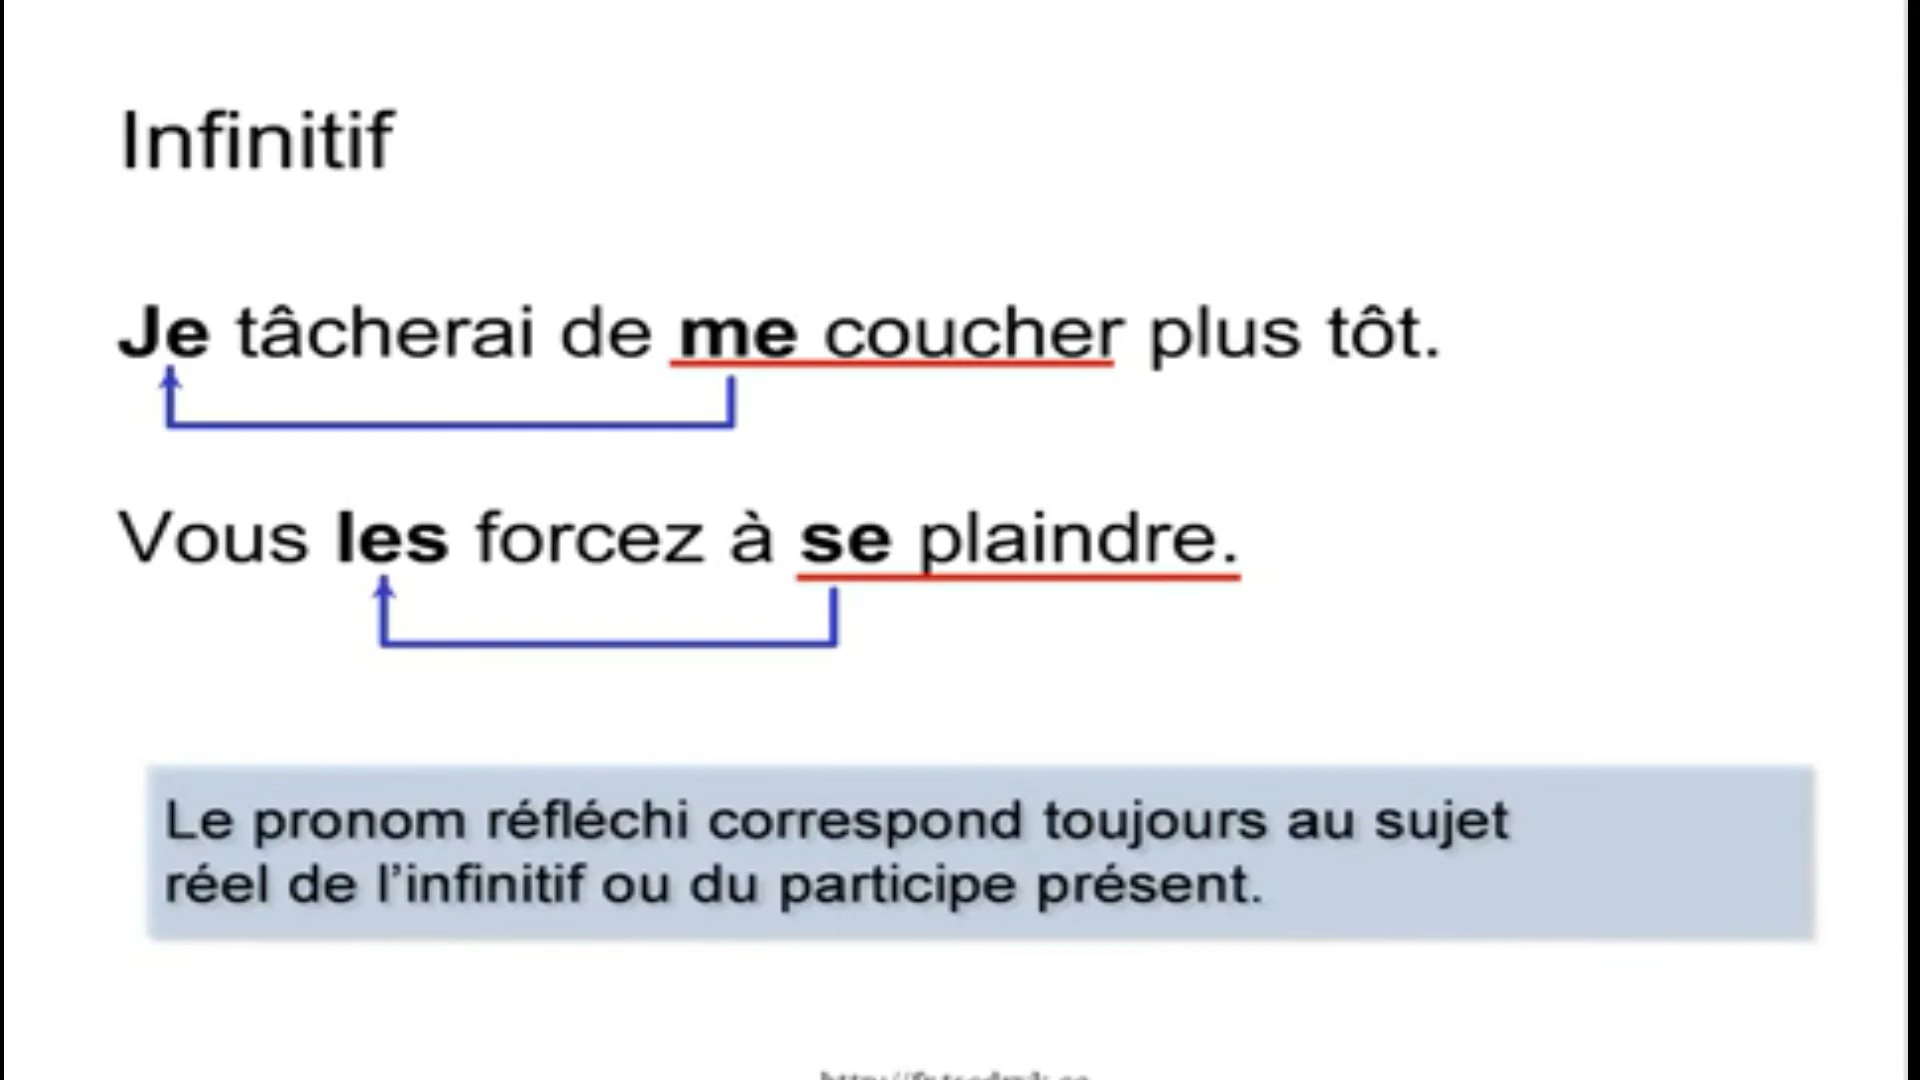 Infinitif
Je tâcherai de me coucher plus tôt.
Vous les forcez à se plaindre.
Le pronom réfléchi correspond toujours au sujet
réel de l’infinitif ou du participe présent.